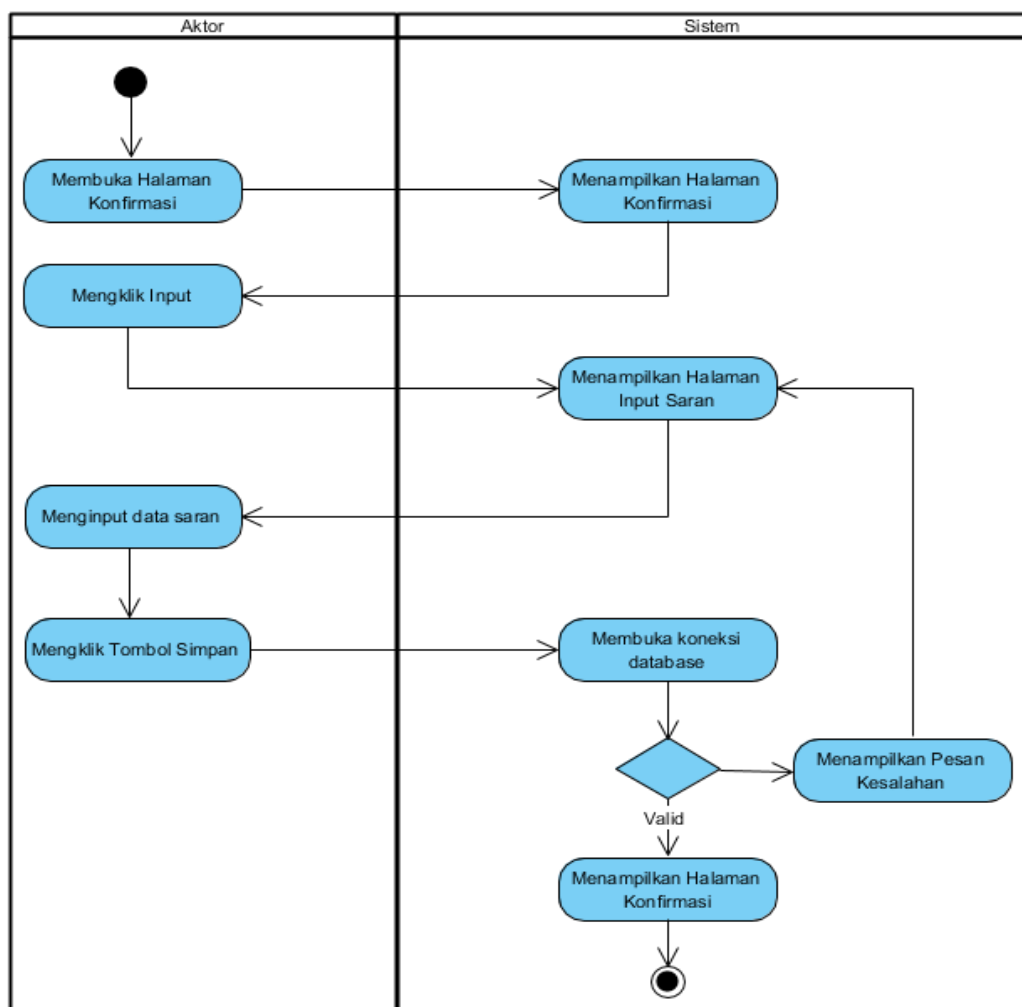 Aktor
Sistem
Membuka Halaman
Konfirmasi
Menampilkan Halaman
Konfirmasi
Mengklik Input
Menampilkan Halaman
Input Saran
Menginput data saran
Mengklik Tombol Simpan
Membuka koneksi
database
Menampilkan Pesan
Kesalahan
Valid
Menampilkan Halaman
Konfirmasi